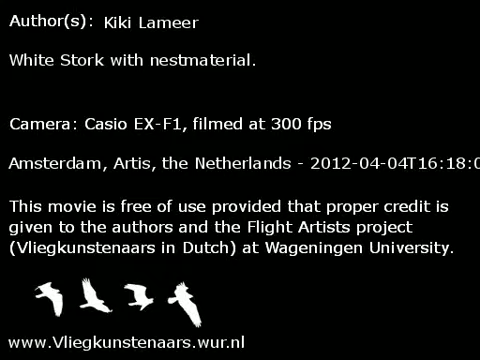 Author(s): Kiki Lameer
White Stork with nestmaterial.
Camera: Casio EX-F1, filmed at 300 fps
Amsterdam, Artis, the Netherlands - 2012-04-04T16:18:0
This movie is free of use provided that proper credit is
given to the authors and the Flight Artists project
(Vliegkunstenaars in Dutch) at Wageningen University.
www.Vliegkunstenaars.wur.nl